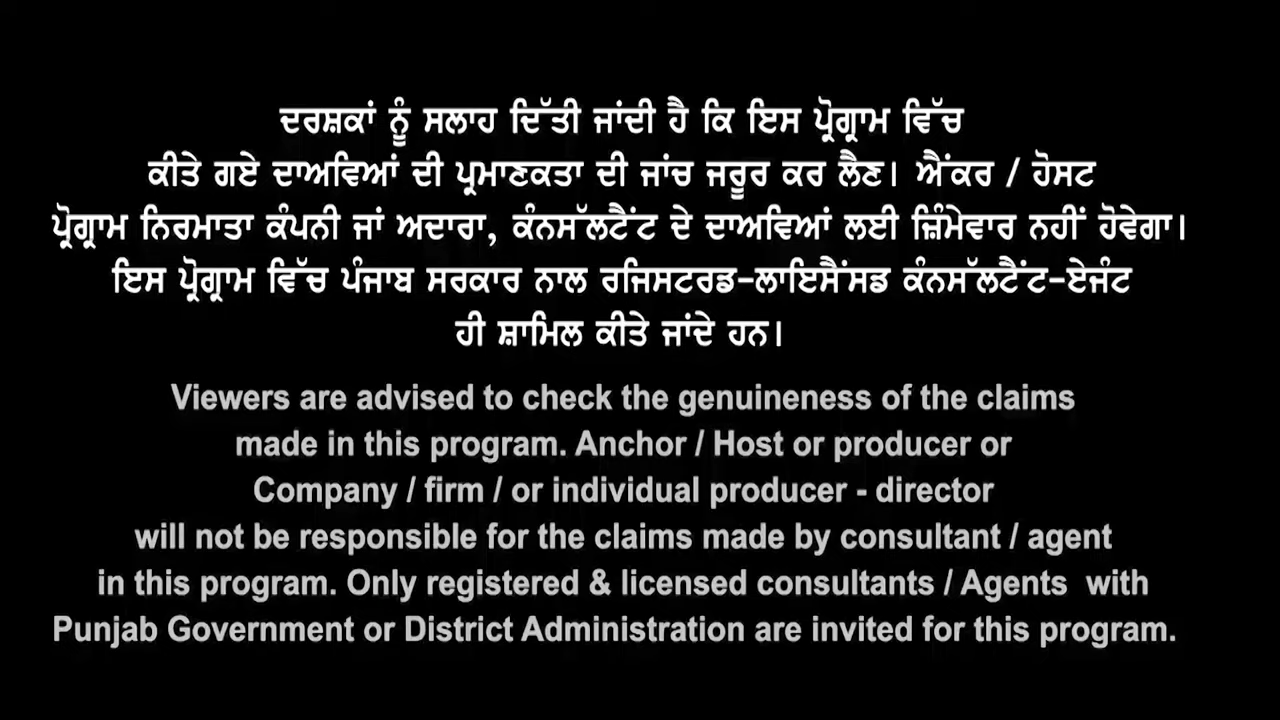 ਦਰਸ਼ਕਾਂ ਨੂੰ ਸਲਾਹ ਦਿੱਤੀ ਜਾਂਦੀ ਹੈ ਕਿ ਇਸ ਪ੍ਰੋਗ੍ਰਾਮ ਵਿੱਚ
ਕੀਤੇ ਗਏ ਦਾਅਵਿਆਂ ਦੀ ਪ੍ਰਮਾਣਕਤਾ ਦੀ ਜਾਂਚ ਜਰੂਰ ਕਰ ਲੈਣ। ਐਂਕਰ / ਹੋਸਟ
ਪ੍ਰੋਗ੍ਰਾਮ ਨਿਰਮਾਤਾ ਕੰਪਨੀ ਜਾਂ ਅਦਾਰਾ, ਕੰਨਸੱਲਟੈਂਟ ਦੇ ਦਾਅਵਿਆਂ ਲਈ ਜ਼ਿੰਮੇਵਾਰ ਨਹੀਂ ਹੋਵੇਗਾ।
ਇਸ ਪ੍ਰੋਗ੍ਰਾਮ ਵਿੱਚ ਪੰਜਾਬ ਸਰਕਾਰ ਨਾਲ ਰਜਿਸਟਰਡ-ਲਾਇਸੈਂਸਡ ਕੰਨਸੱਲਟੈਂਟ-ਏਜੰਟ
ਹੀ ਸ਼ਾਮਿਲ ਕੀਤੇ ਜਾਂਦੇ ਹਨ।
Viewers are advised to check the genuineness of the claims
made in this program. Anchor / Host or producer or
Company / firm / or individual producer - director
will not be responsible for the claims made by consultant / agent
in this program. Only registered & licensed consultants / Agents with
Punjab Government or District Administration are invited for this program.